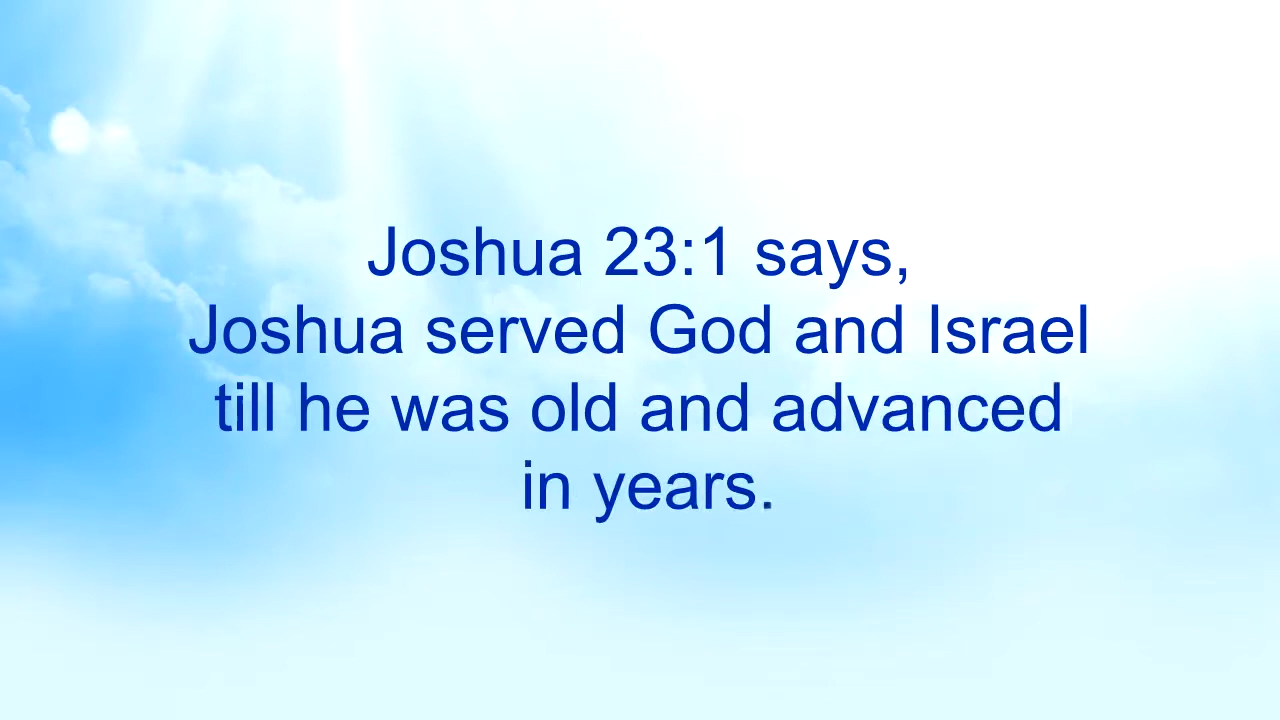 Joshua 23:1 says,
Joshua served God and Israel
till he was old and advanced
in years.